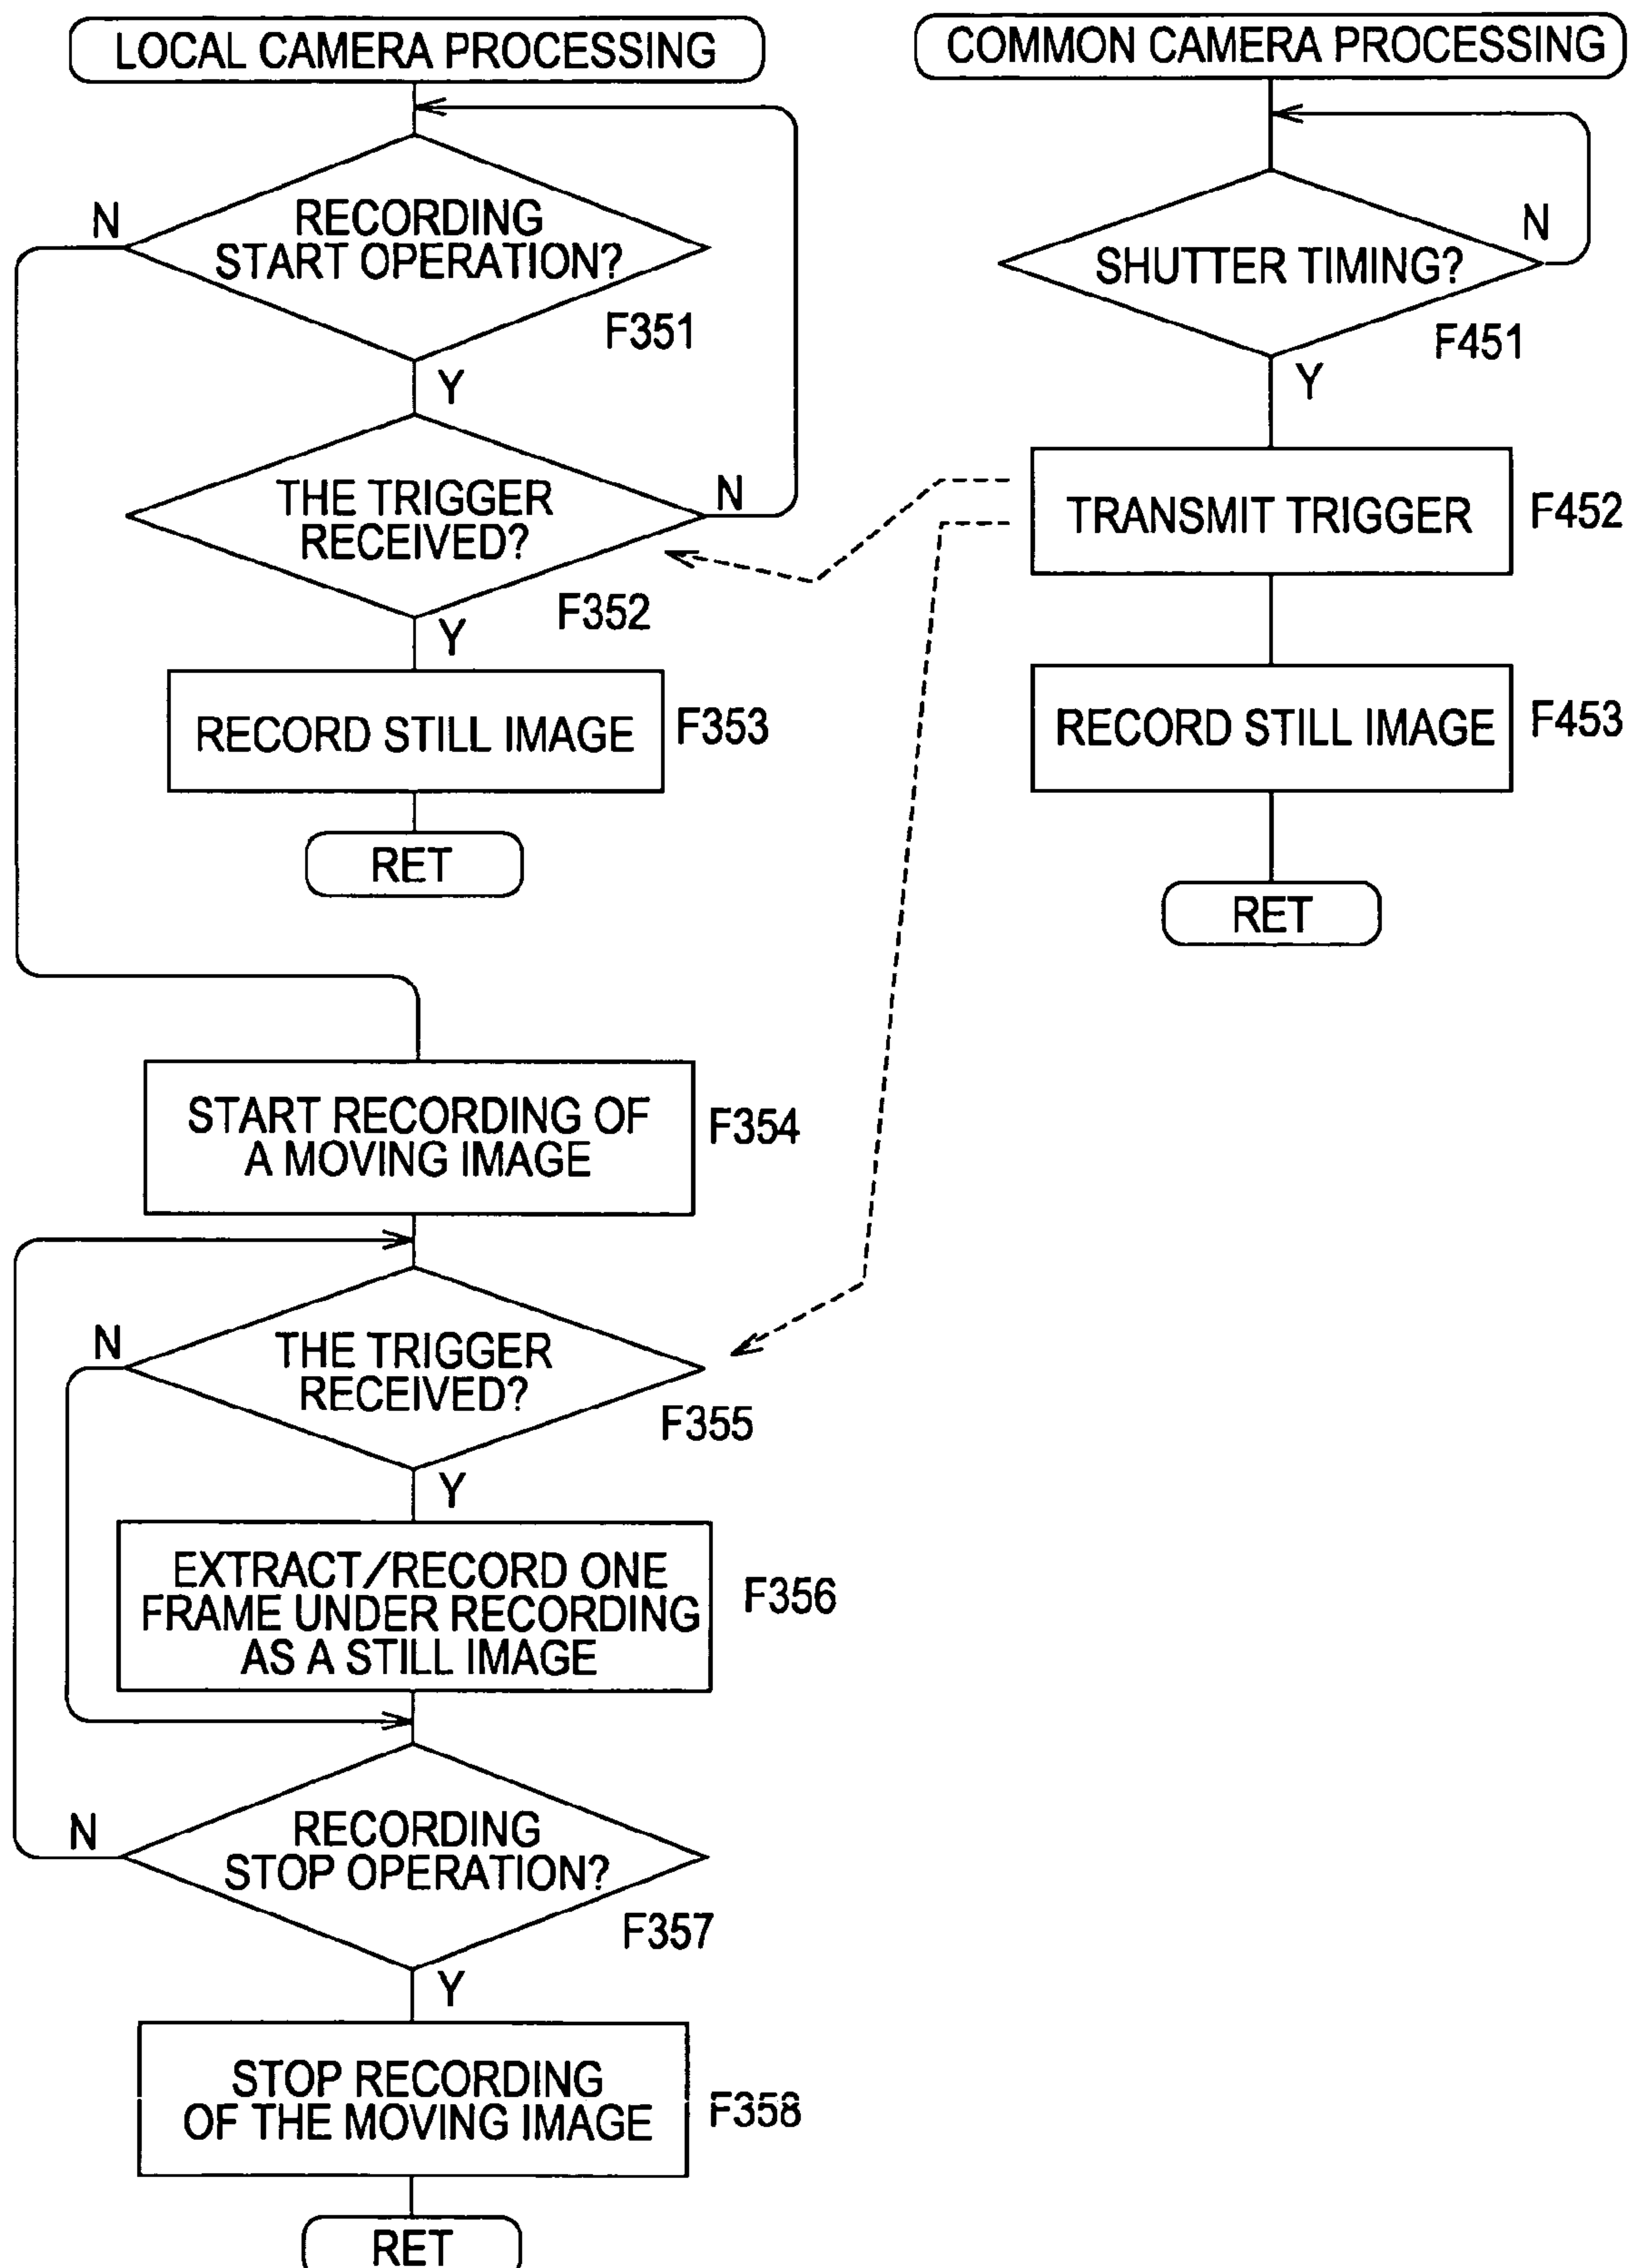 LOCAL CAMERA PROCESSING
N
RECORDING
START OPERATION?
F351
Y
THE TRIGGER
RECEIVED?
N
F352
Y
RECORD STILL IMAGE
F353
RET
START RECORDING OF
A MOVING IMAGE
F354
N
THE TRIGGER
RECEIVED?
F355
Y
EXTRACT/RECORD ONE
FRAME UNDER RECORDING
AS A STILL IMAGE
F356
N
RECORDING
STOP OPERATION?
F357
Y
STOP RECORDING
OF THE MOVING IMAGE
F358
RET
COMMON CAMERA PROCESSING
N
SHUTTER TIMING?
F451
Y
TRANSMIT TRIGGER
F452
RECORD STILL IMAGE
F453
RET